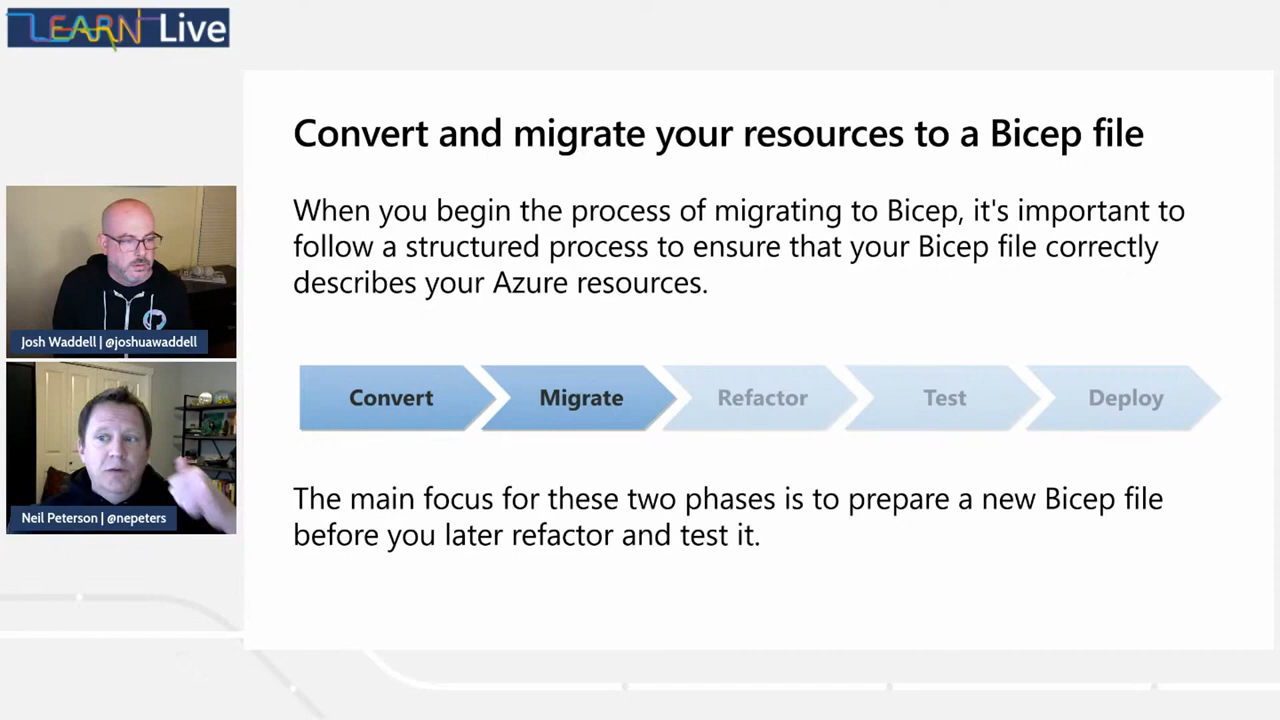 LEARN Live
Convert and migrate your resources to a Bicep file
When you begin the process of migrating to Bicep, it's important to
follow a structured process to ensure that your Bicep file correctly
describes your Azure resources.
Josh Waddell | @joshuawaddell
Convert
Migrate
Refactor
Test
Deploy
Neil Peterson | @nepeters
The main focus for these two phases is to prepare a new Bicep file
before you later refactor and test it.